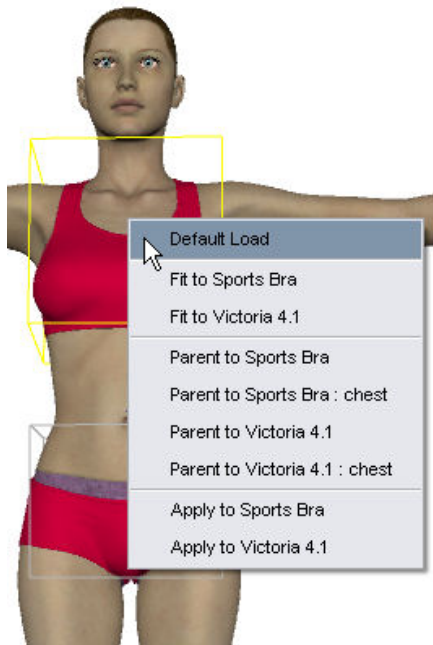 Default Load
Fit to Sports Bra
Fit to Victoria 4.1
Parent to Sports Bra
Parent to Sports Bra : chest
Parent to Victoria 4.1
Parent to Victoria 4.1 : chest
Apply to Sports Bra
Apply to Victoria 4.1